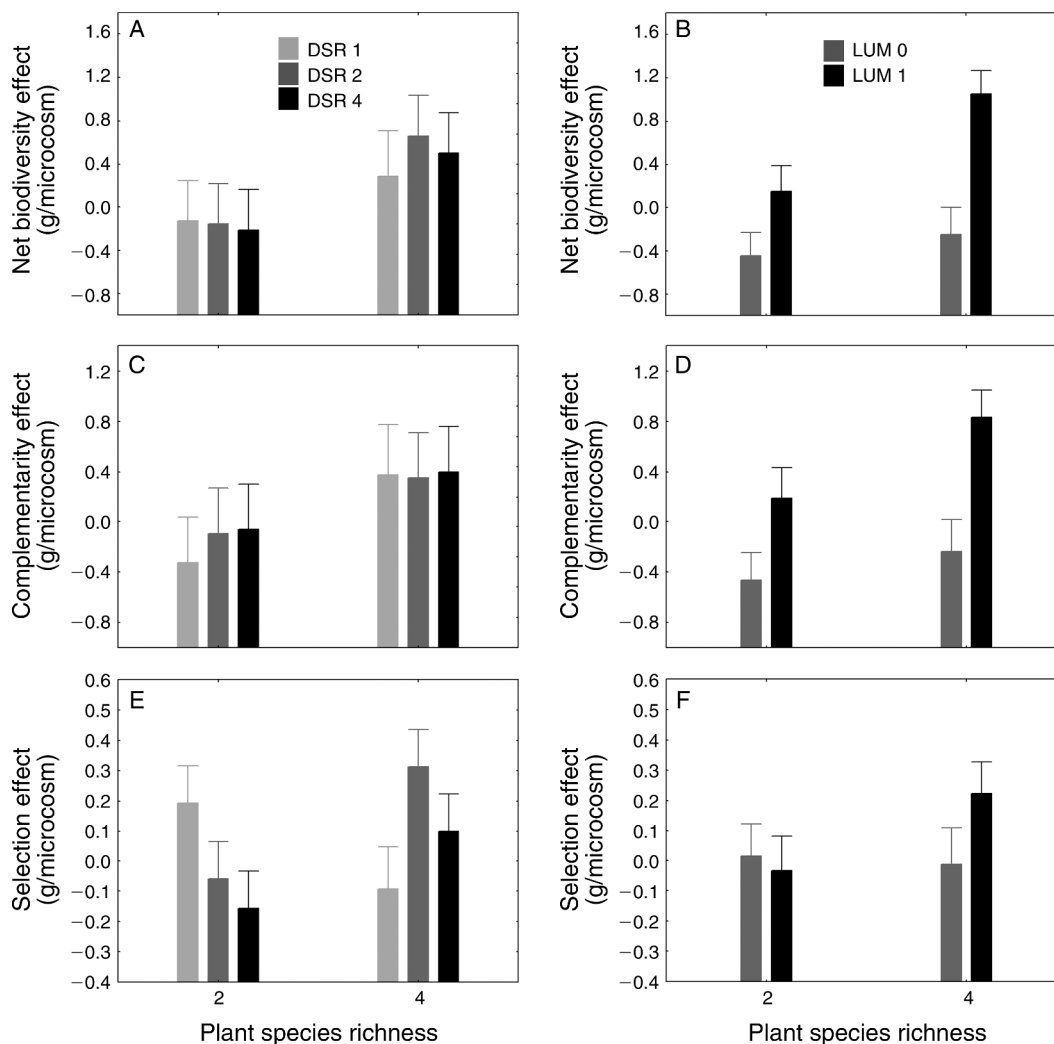 A
DSR 1
DSR 2
DSR 4
Net biodiversity effect
(g/microcosm)
1.6
1.2
0.8
0.4
0.0
−0.4
−0.8
B
LUM 0
LUM 1
Net biodiversity effect
(g/microcosm)
1.6
1.2
0.8
0.4
0.0
−0.4
−0.8
C
Complementarity effect
(g/microcosm)
1.2
0.8
0.4
0.0
−0.4
−0.8
D
Complementarity effect
(g/microcosm)
1.2
0.8
0.4
0.0
−0.4
−0.8
E
Selection effect
(g/microcosm)
0.6
0.5
0.4
0.3
0.2
0.1
0.0
−0.1
−0.2
−0.3
−0.4
2
4
Plant species richness
F
Selection effect
(g/microcosm)
0.6
0.5
0.4
0.3
0.2
0.1
0.0
−0.1
−0.2
−0.3
−0.4
2
4
Plant species richness